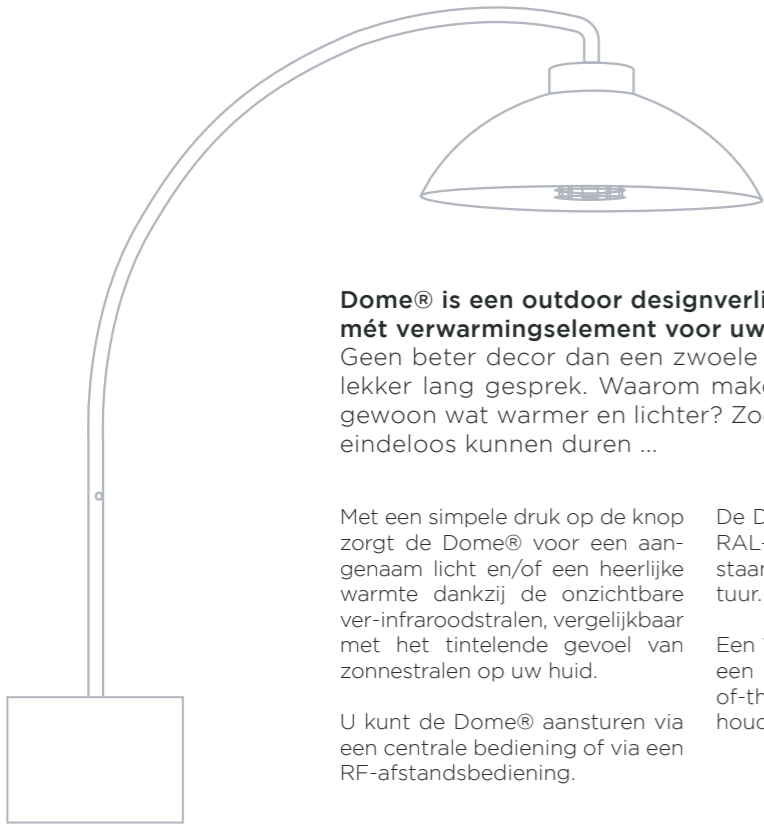 Dome® is een outdoor designverli
mét verwarmingselement voor uw
Geen beter decor dan een zwoele
lekker lang gesprek. Waarom make
gewoon wat warmer en lichter? Zo
eindeloos kunnen duren ...
Met een simpele druk op de knop
zorgt de Dome® voor een aan-
genaam licht en/of een heerlijke
warmte dankzij de onzichtbare
ver-infraroodstralen, vergelijkbaar
met het tintelende gevoel van
zonnestralen op uw huid.
U kunt de Dome® aansturen via
een centrale bediening of via een
RF-afstandsbediening.
De D
RAL-
staan
tuur.
Een
een
of-th
houd